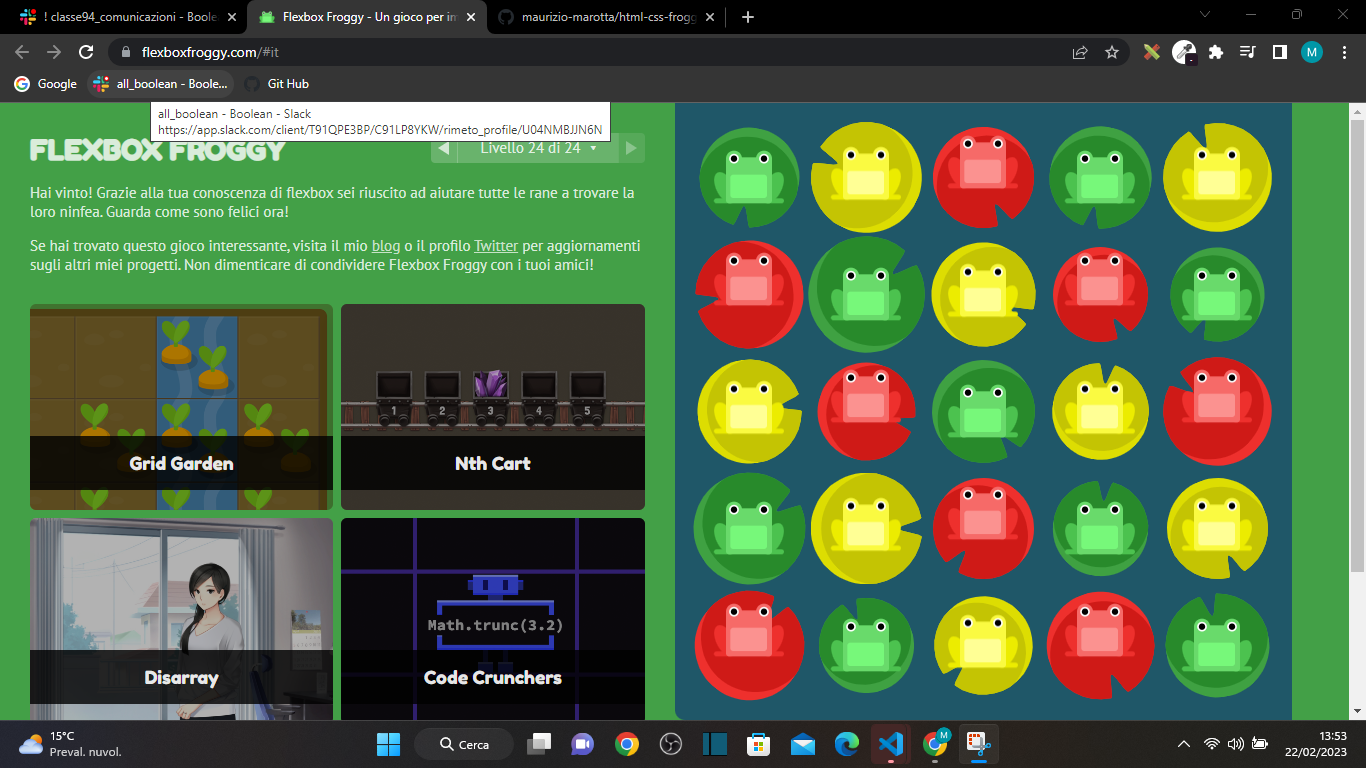 ! classe94_comunicazioni - Boole
Flexbox Froggy - Un gioco per im
maurizio-marotta/html-css-frogg
flexboxfroggy.com/#it
M
Google
all_boolean - Boole...
Git Hub
all_boolean - Boolean - Slack
https://app.slack.com/client/T91QPE3BP/C91LP8YKW/rimeto_profile/U04NMBJJN6N
FLEXBOX FROGGY
Livello 24 di 24
Hai vinto! Grazie alla tua conoscenza di flexbox sei riuscito ad aiutare tutte le rane a trovare la
loro ninfea. Guarda come sono felici ora!
Se hai trovato questo gioco interessante, visita il mio blog o il profilo Twitter per aggiornamenti
sugli altri miei progetti. Non dimenticare di condividere Flexbox Froggy con i tuoi amici!
1 2 3 4 5
Grid Garden
Nth Cart
Math.trunc(3.2)
Disarray
Code Crunchers
15°C
Preval. nuvol.
Cerca
M
13:53
22/02/2023